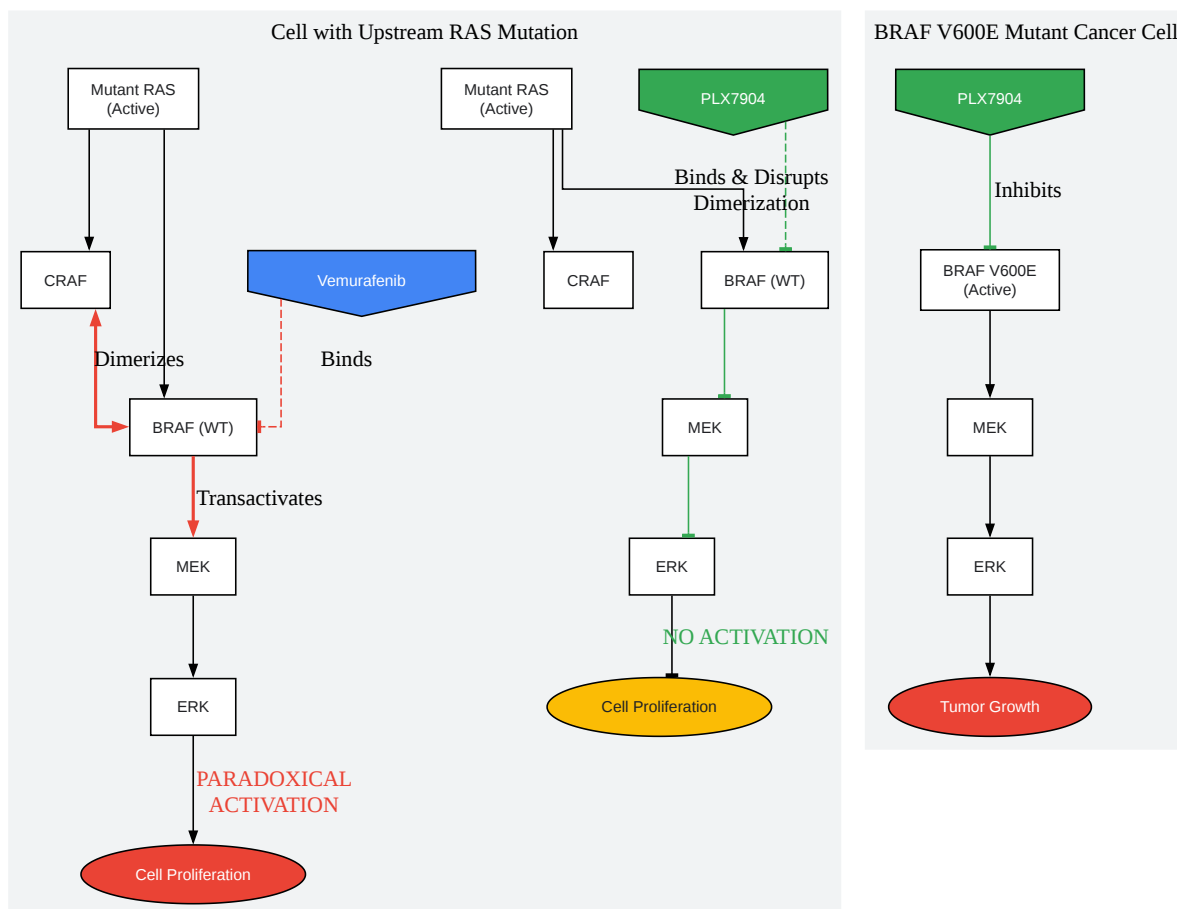 Cell with Upstream RAS Mutation
Mutant RAS
(Active)
CRAF
Vemurafenib
Dimerizes
Binds
BRAF (WT)
Transactivates
MEK
ERK
PARADOXICAL
ACTIVATION
Cell Proliferation
Mutant RAS
(Active)
PLX7904
Binds & Disrupts
Dimerization
CRAF
BRAF (WT)
MEK
ERK
NO ACTIVATION
Cell Proliferation
BRAF V600E Mutant Cancer Cell
PLX7904
Inhibits
BRAF V600E
(Active)
MEK
ERK
Tumor Growth